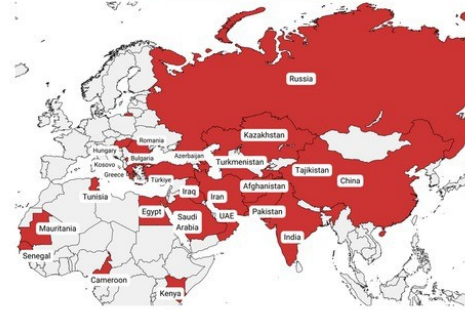 Russia
Kazakhstan
Romania
Hungary
Kosovo
Bulgaria
Azerbaijan
Turkmenistan
Tajikistan
Greece
Türkiye
China
Tunisia
Iraq
Iran
Afghanistan
Egypt
Saudi
Arabia
UAE
Pakistan
Mauritania
India
Senegal
Cameroon
Kenya